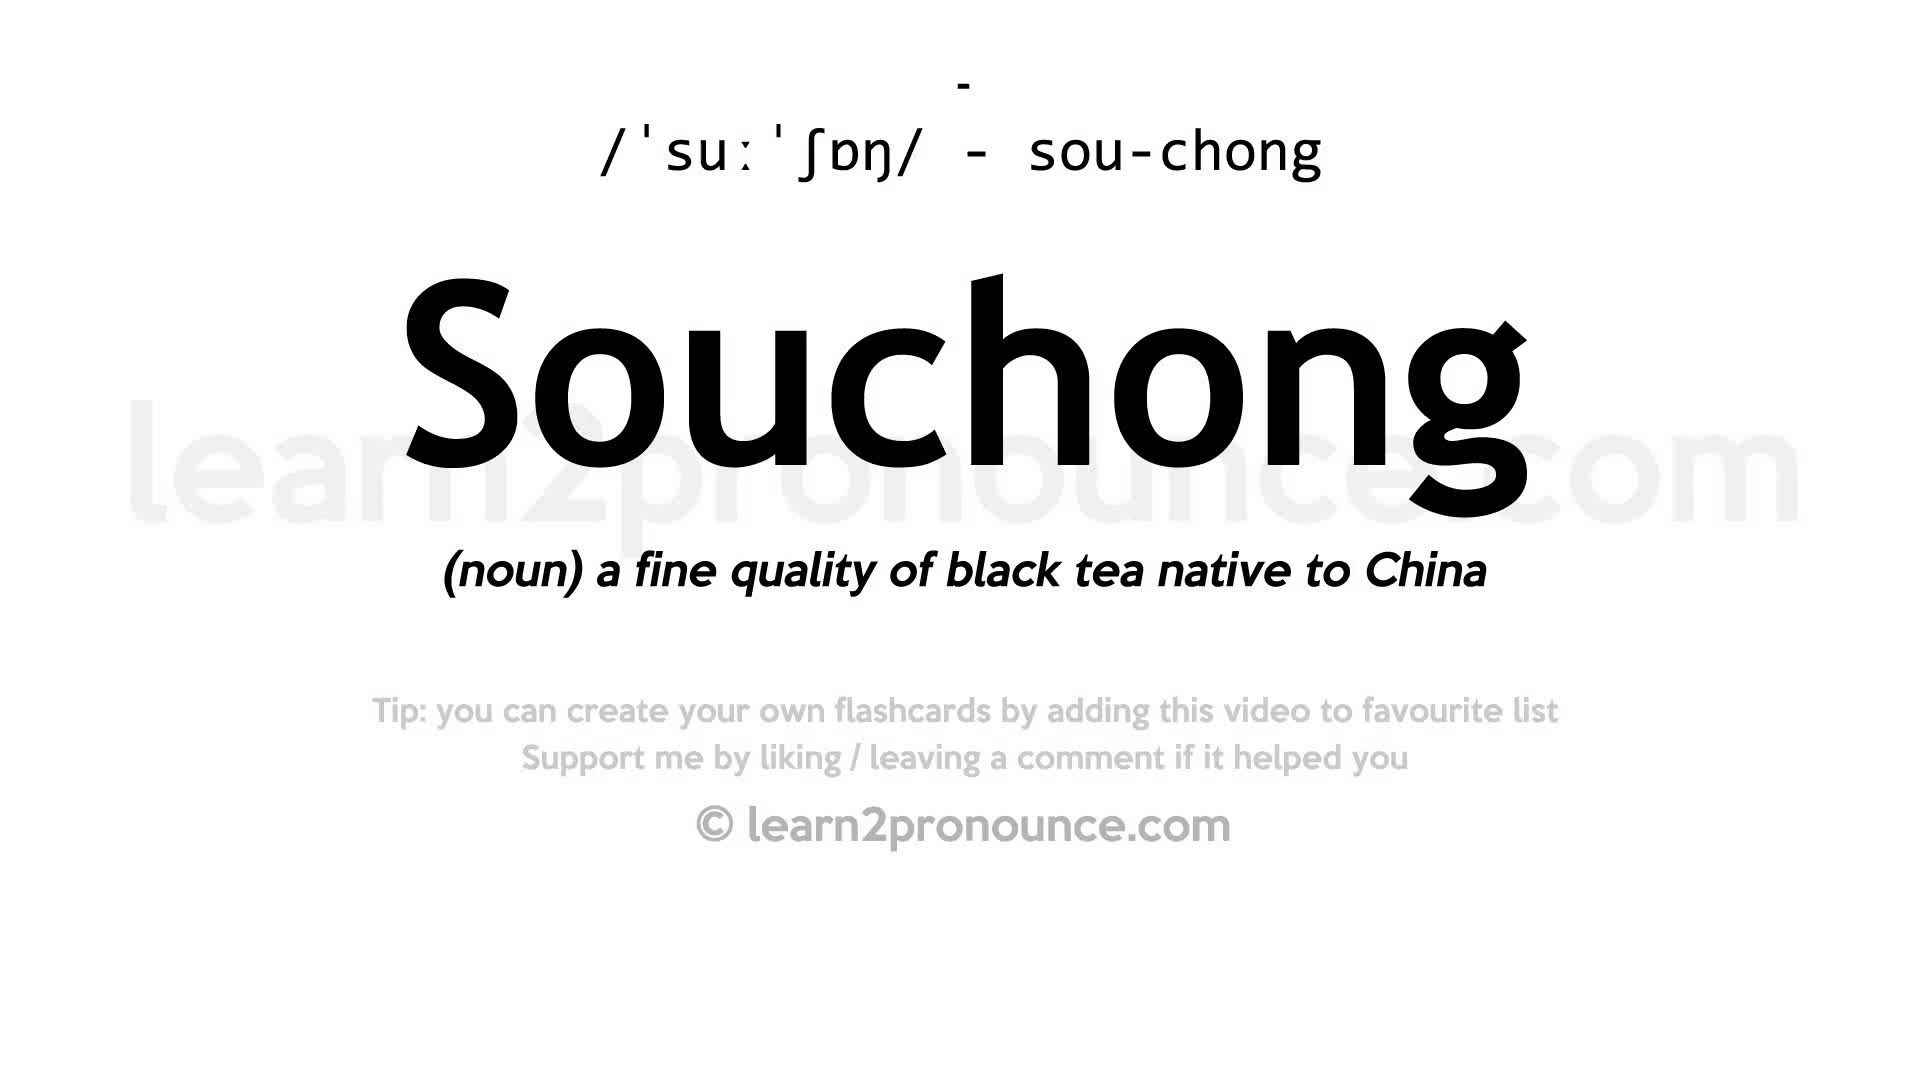 -
/ˈsuːˈʃɒŋ/ - sou-chong
Souchong
learn2pronounce.com
(noun) a fine quality of black tea native to China
Tip: you can create your own flashcards by adding this video to favourite list
Support me by liking / leaving a comment if it helped you
© learn2pronounce.com